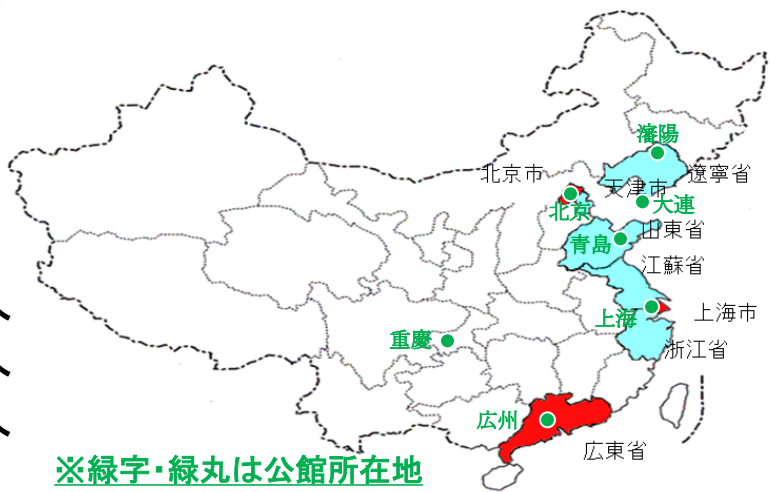 瀋陽
北京市
天津市
遼寧省
北京
大連
青島
山東省
江蘇省
上海
上海市
重慶
浙江省
広州
広東省
※緑字・緑丸は公館所在地